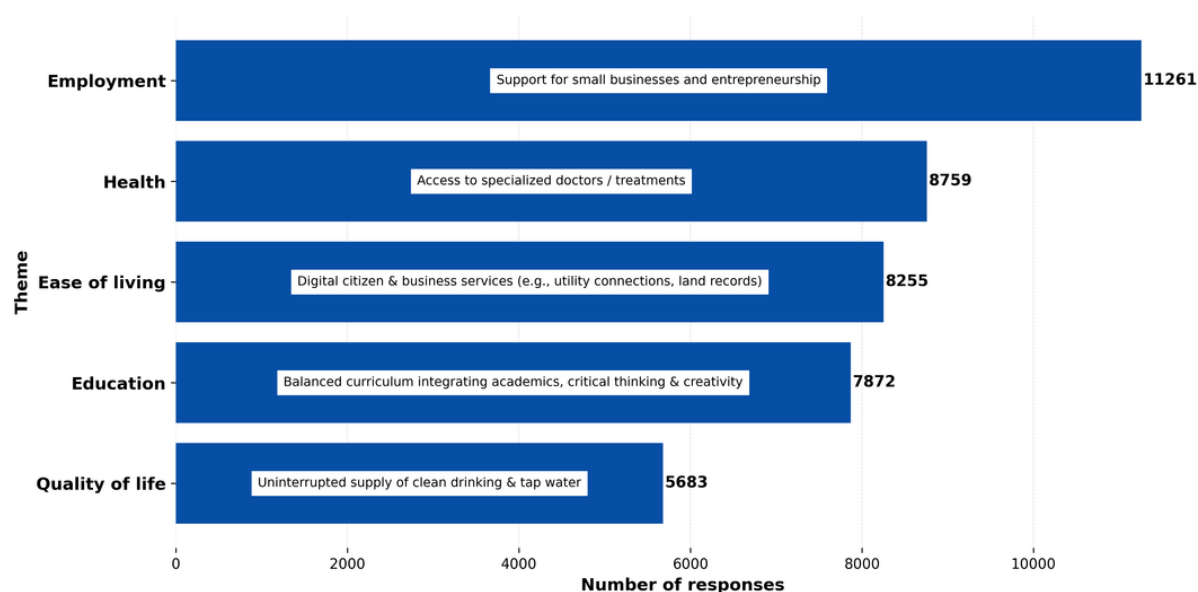 Employment
Support for small businesses and entrepreneurship
11261
Health
Access to specialized doctors / treatments
8759
Theme
Ease of living
Digital citizen & business services (e.g., utility connections, land records)
8255
Education
Balanced curriculum integrating academics, critical thinking & creativity
7872
Quality of life
Uninterrupted supply of clean drinking & tap water
5683
0 2000 4000 6000 8000 10000
Number of responses